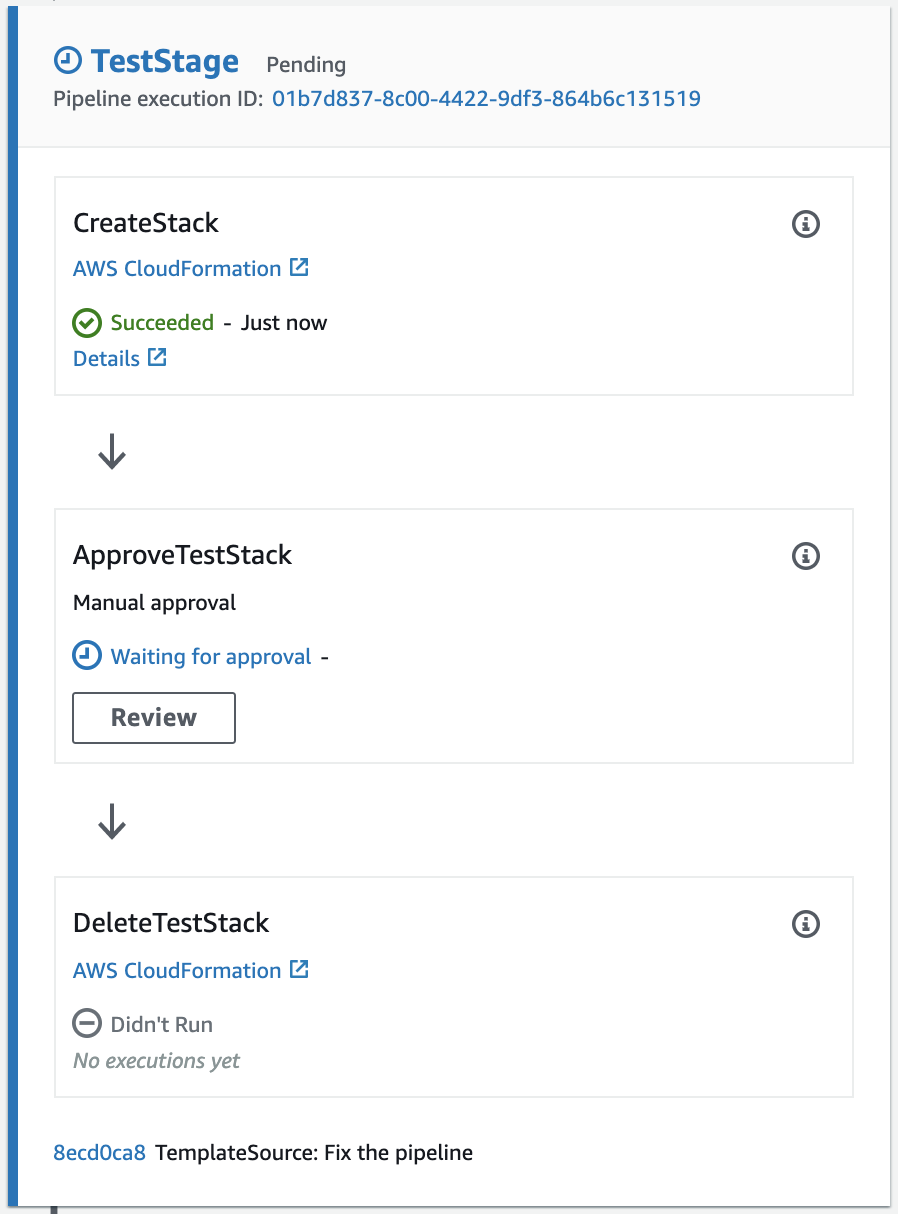 TestStage Pending
Pipeline execution ID: 01b7d837-8c00-4422-9df3-864b6c131519
CreateStack
AWS CloudFormation
Succeeded - Just now
Details
ApproveTestStack
Manual approval
Waiting for approval -
Review
DeleteTestStack
AWS CloudFormation
Didn't Run
No executions yet
8ecd0ca8 TemplateSource: Fix the pipeline